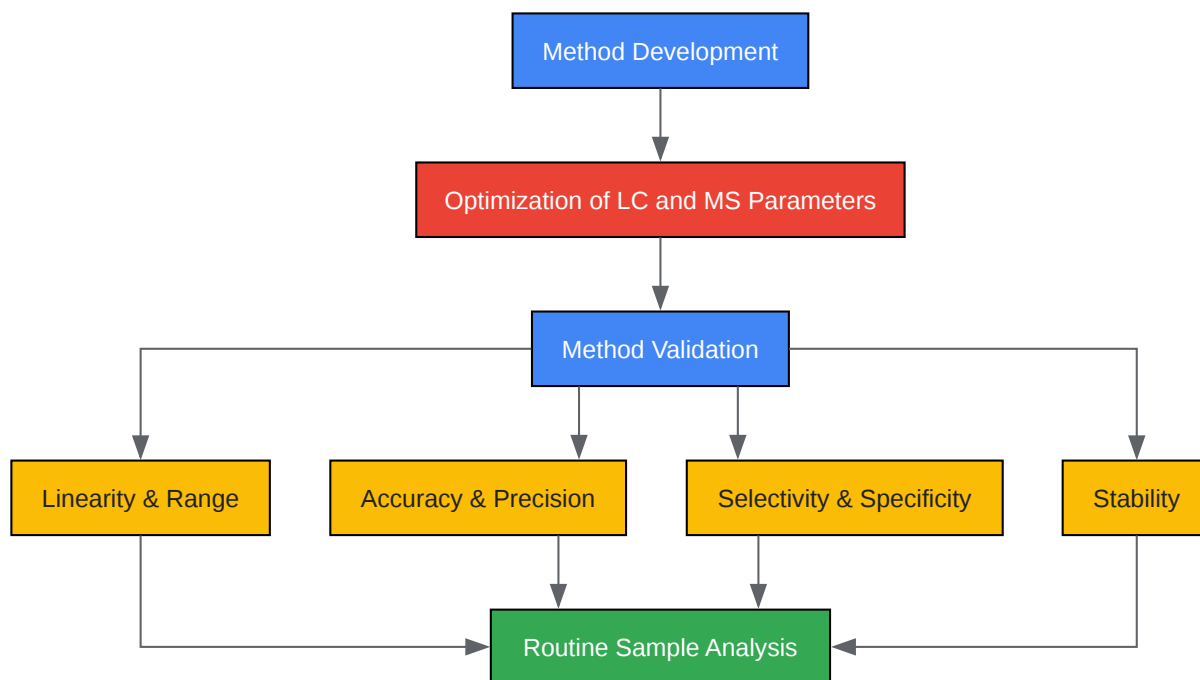 Method Development
Optimization of LC and MS Parameters
Method Validation
Linearity & Range
Accuracy & Precision
Selectivity & Specificity
Stability
Routine Sample Analysis